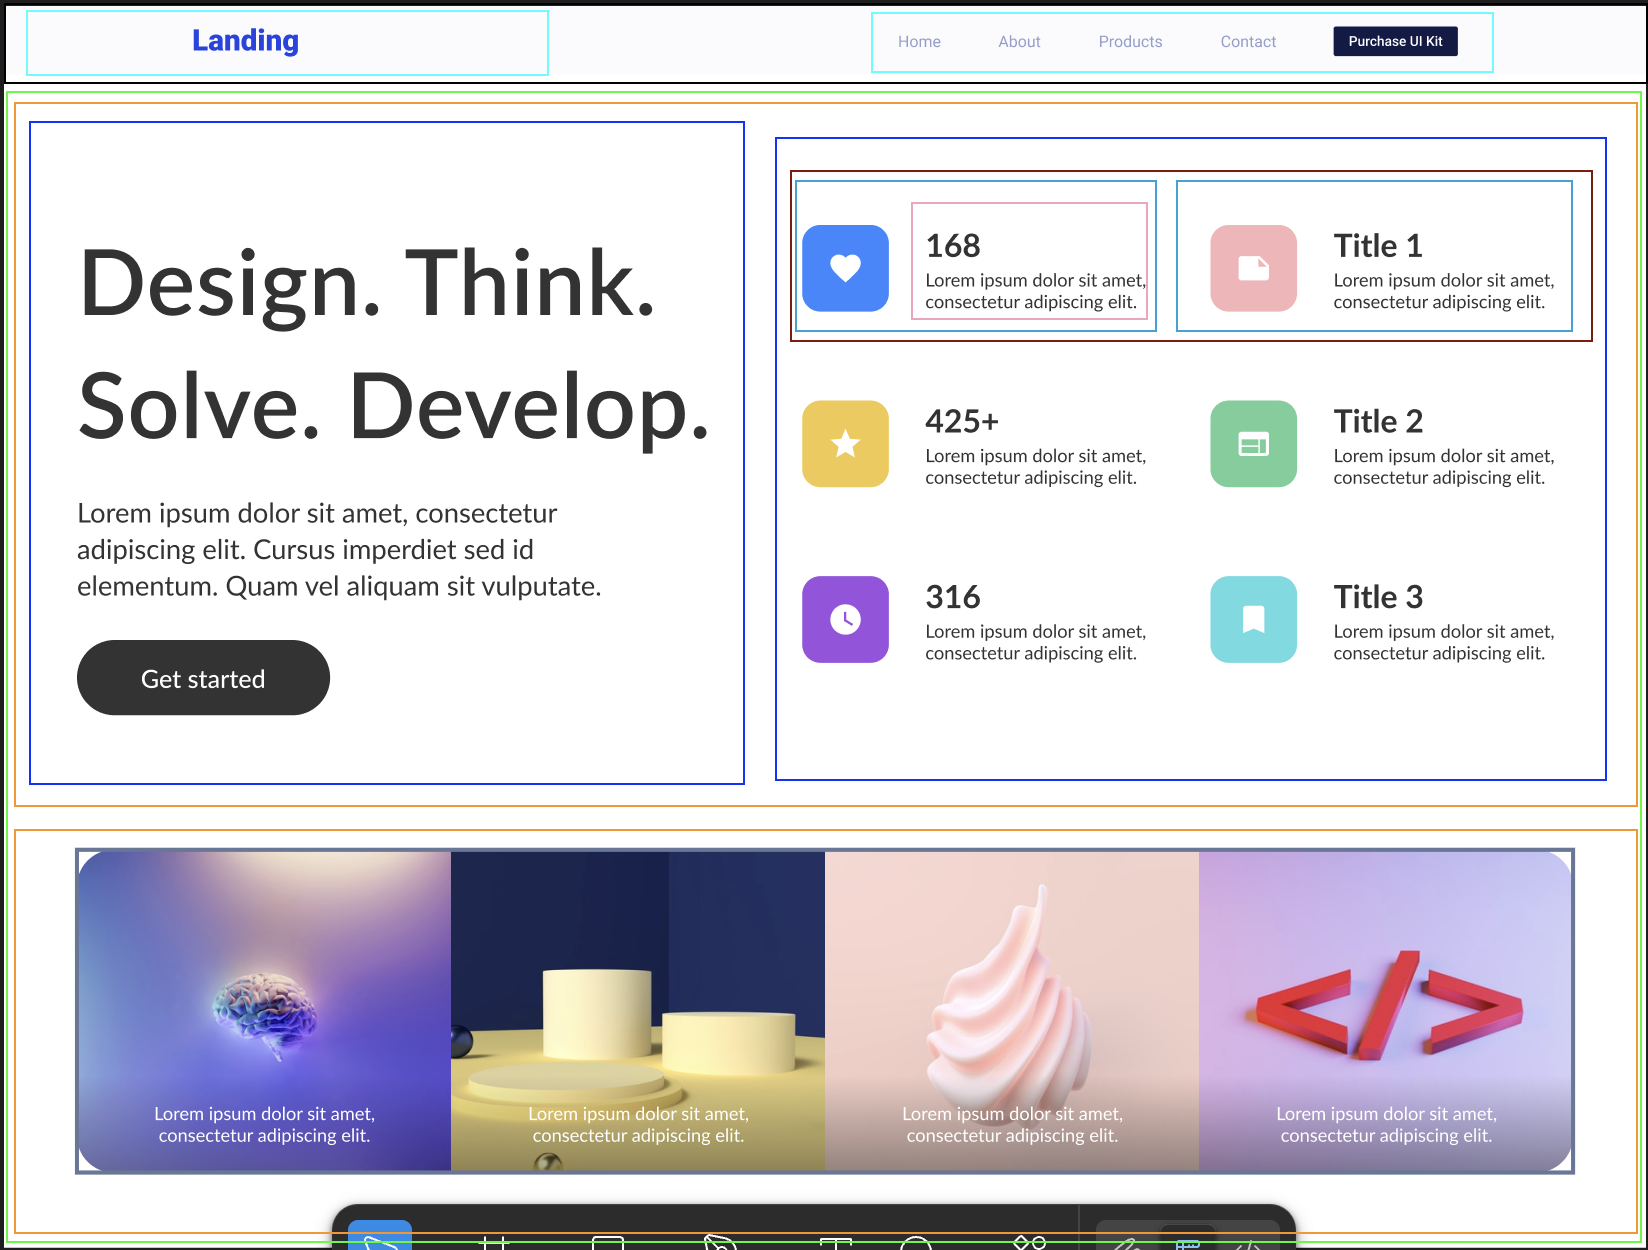 Landing
Home About Products Contact Purchase UI Kit
Design. Think.
Solve. Develop.
Lorem ipsum dolor sit amet, consectetur
adipiscing elit. Cursus imperdiet sed id
elementum. Quam vel aliquam sit vulputate.
Get started
168
Lorem ipsum dolor sit amet,
consectetur adipiscing elit.
Title 1
Lorem ipsum dolor sit amet,
consectetur adipiscing elit.
425+
Lorem ipsum dolor sit amet,
consectetur adipiscing elit.
Title 2
Lorem ipsum dolor sit amet,
consectetur adipiscing elit.
316
Lorem ipsum dolor sit amet,
consectetur adipiscing elit.
Title 3
Lorem ipsum dolor sit amet,
consectetur adipiscing elit.
Lorem ipsum dolor sit amet,
consectetur adipiscing elit.
Lorem ipsum dolor sit amet,
consectetur adipiscing elit.
Lorem ipsum dolor sit amet,
consectetur adipiscing elit.
Lorem ipsum dolor sit amet,
consectetur adipiscing elit.